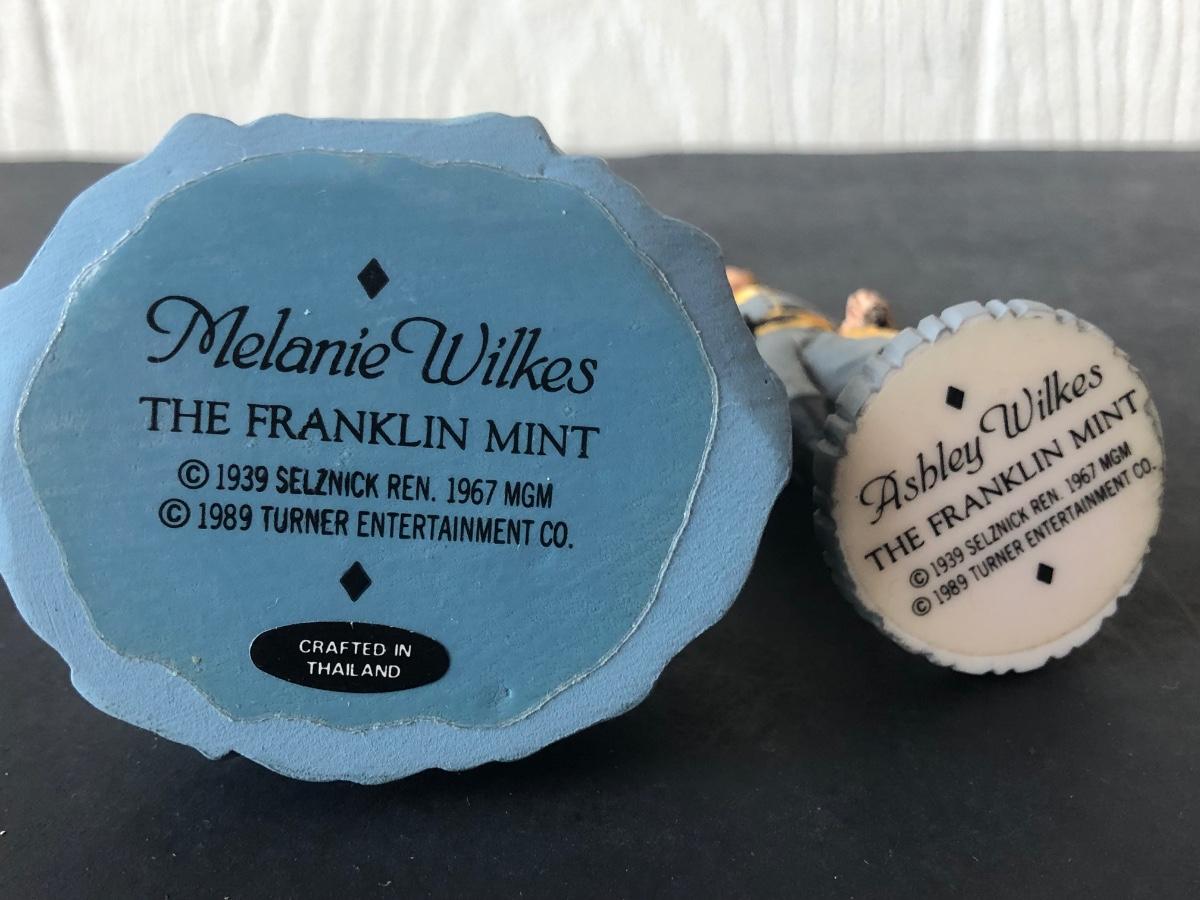 Melanie Wilkes
THE FRANKLIN MINT
© 1939 SELZNICK REN. 1967 MGM
© 1989 TURNER ENTERTAINMENT CO.
CRAFTED IN
THAILAND
Ashley Wilkes
THE FRANKLIN MINT
© 1939 SELZNICK REN. 1967 MGM
© 1989 TURNER ENTERTAINMENT CO.